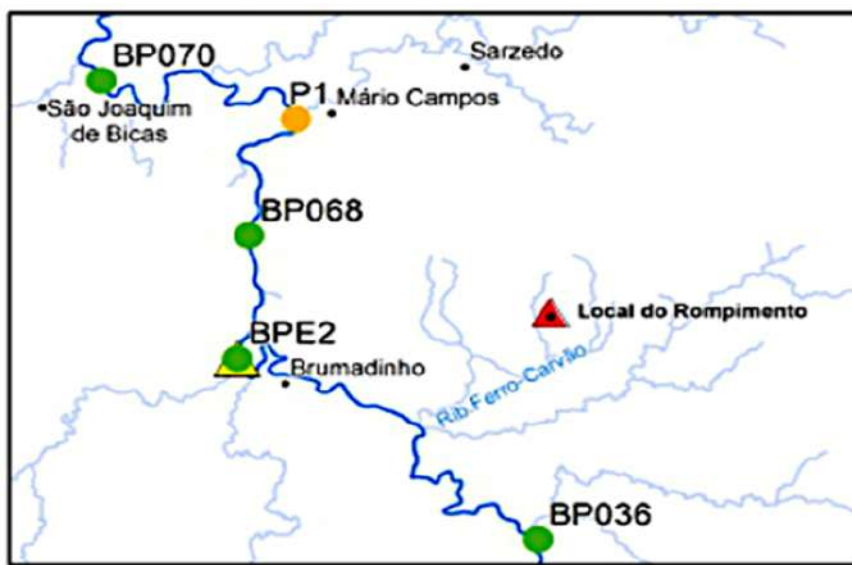 BP070
Sarzedo
São Joaquim
de Bicas
P1
Mário Campos
BP068
Local do Rompimento
BPE2
Brumadinho
Rib.Ferro-Carvão
BP036